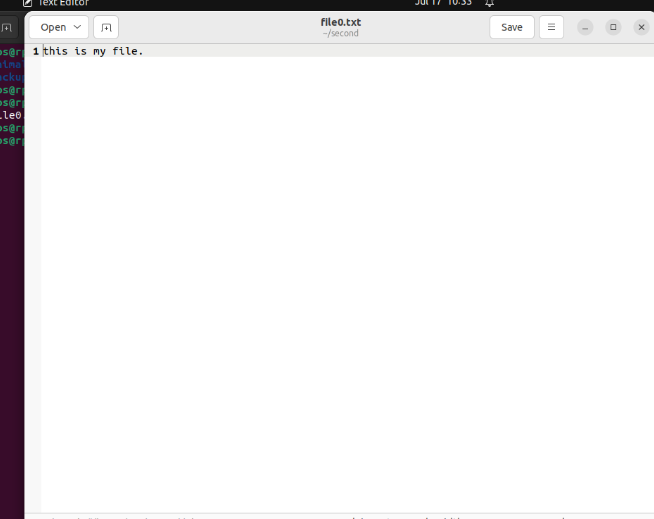 Text Editor
Jul 17 10:33
Open
file0.txt
~/second
Save
1 this is my file.